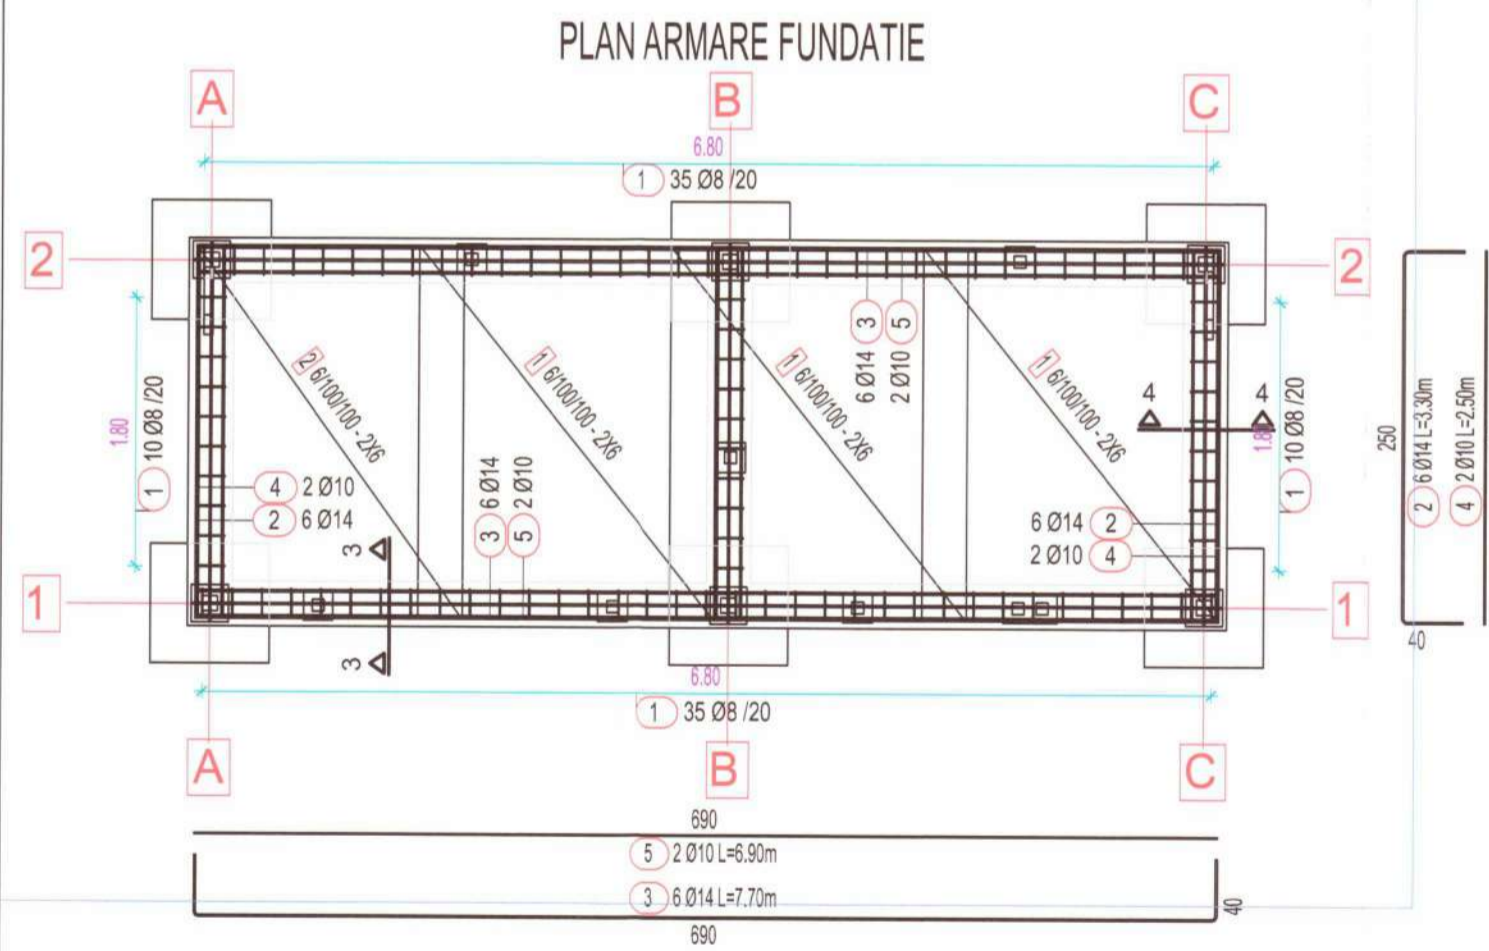 PLAN ARMARE FUNDATIE
A
B
C
6.80
1 35 Ø8 /20
2
2
3 6 Ø14
5 2 Ø10
2 6/100/100 - 2X6
1 6/100/100 - 2X6
1 6/100/100 - 2X6
1 6/100/100 - 2X6
1.80
1 10 Ø8 /20
4 4
1 10 Ø8 /20
250
2 6 Ø14 L=3.30m
4 2 Ø10 L=2.50m
4 2 Ø10
2 6 Ø14
3 6 Ø14
5 2 Ø10
6 Ø14 2
2 Ø10 4
3
3
1
1
40
6.80
1 35 Ø8 /20
A
B
C
690
5 2 Ø10 L=6.90m
3 6 Ø14 L=7.70m
40
690